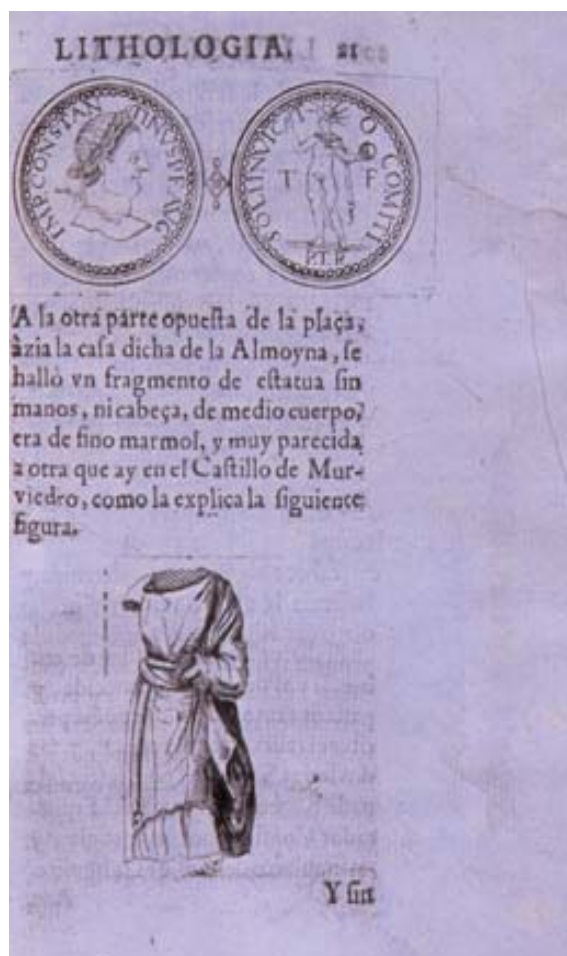 LITHOLOGIA. 21
IMP CONSTANTINVS PF AVG
SOLI INVICTO COMITI
T F
P.T.R
A la otra parte opueſta de la plaça,
àzia la caſa dicha de la Almoyna, ſe
hallò vn fragmento de eſtatua ſin
manos, ni cabeça, de medio cuerpo,
era de fino marmol, y muy parecida
a otra que ay en el Caſtillo de Mur-
viedro, como la explica la ſiguiente
figura.
Y ſin